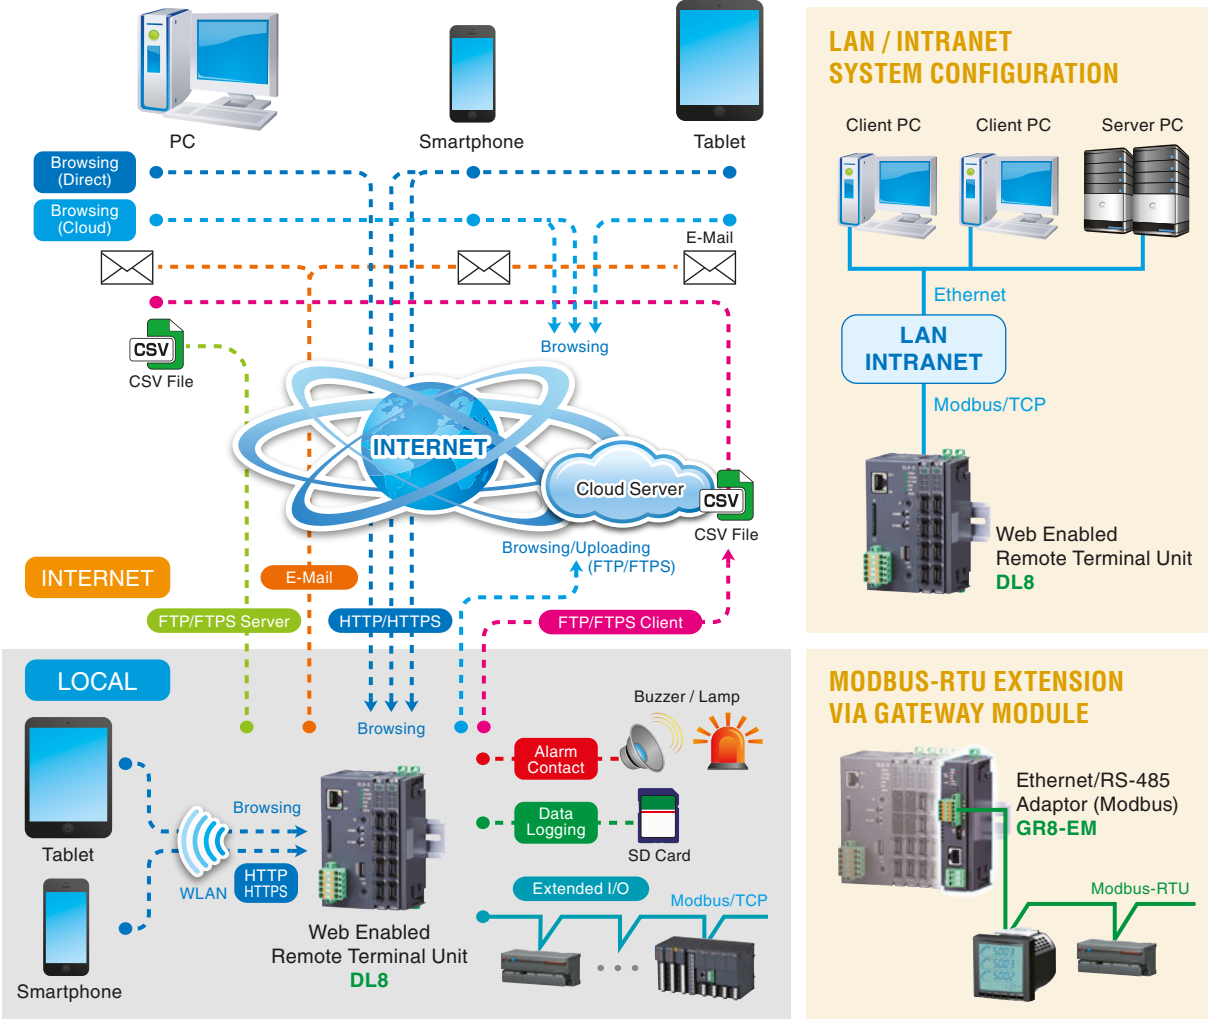 PC
Smartphone
Tablet
Browsing
(Direct)
Browsing
(Cloud)
E-Mail
CSV
CSV File
Browsing
INTERNET
Cloud Server
CSV
CSV File
Browsing/Uploading
(FTP/FTPS)
INTERNET
E-Mail
FTP/FTPS Server
HTTP/HTTPS
FTP/FTPS Client
LOCAL
Browsing
Buzzer / Lamp
Alarm
Contact
Data
Logging
SD Card
Extended I/O
Modbus/TCP
Tablet
Browsing
WLAN
HTTP
HTTPS
Smartphone
Web Enabled
Remote Terminal Unit
DL8
LAN / INTRANET
SYSTEM CONFIGURATION
Client PC
Client PC
Server PC
Ethernet
LAN
INTRANET
Modbus/TCP
Web Enabled
Remote Terminal Unit
DL8
MODBUS-RTU EXTENSION
VIA GATEWAY MODULE
Ethernet/RS-485
Adaptor (Modbus)
GR8-EM
Modbus-RTU
5003
5003
5002